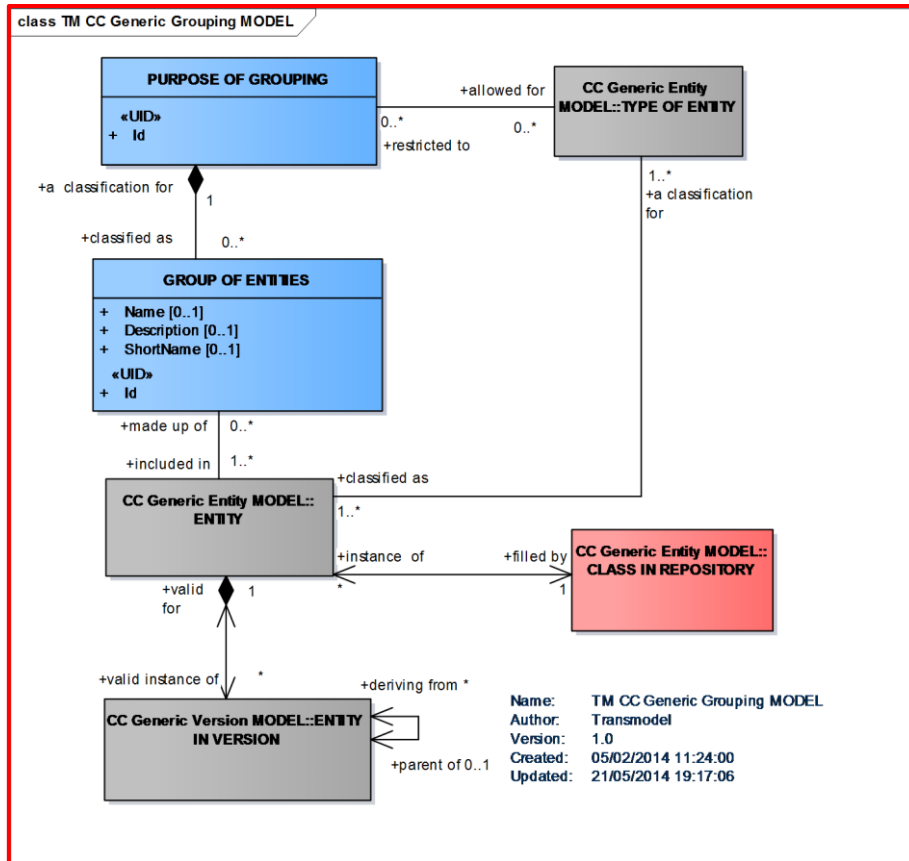 class TM CC Generic Grouping MODEL
PURPOSE OF GROUPING
«UID»
+ Id
CC Generic Entity
MODEL::TYPE OF ENTITY
+allowed for
0..*
0..*
+restricted to
+a classification for
1
1..*
+a classification
for
+classified as
0..*
GROUP OF ENTITIES
+ Name [0..1]
+ Description [0..1]
+ ShortName [0..1]
«UID»
+ Id
+made up of
0..*
+included in
1..*
CC Generic Entity MODEL::
ENTITY
+classified as
1..*
+instance of
+filled by
*
1
CC Generic Entity MODEL::
CLASS IN REPOSITORY
+valid
for
1
+valid instance of
*
+deriving from *
CC Generic Version MODEL::ENTITY
IN VERSION
+parent of 0..1
Name: TM CC Generic Grouping MODEL
Author: Transmodel
Version: 1.0
Created: 05/02/2014 11:24:00
Updated: 21/05/2014 19:17:06